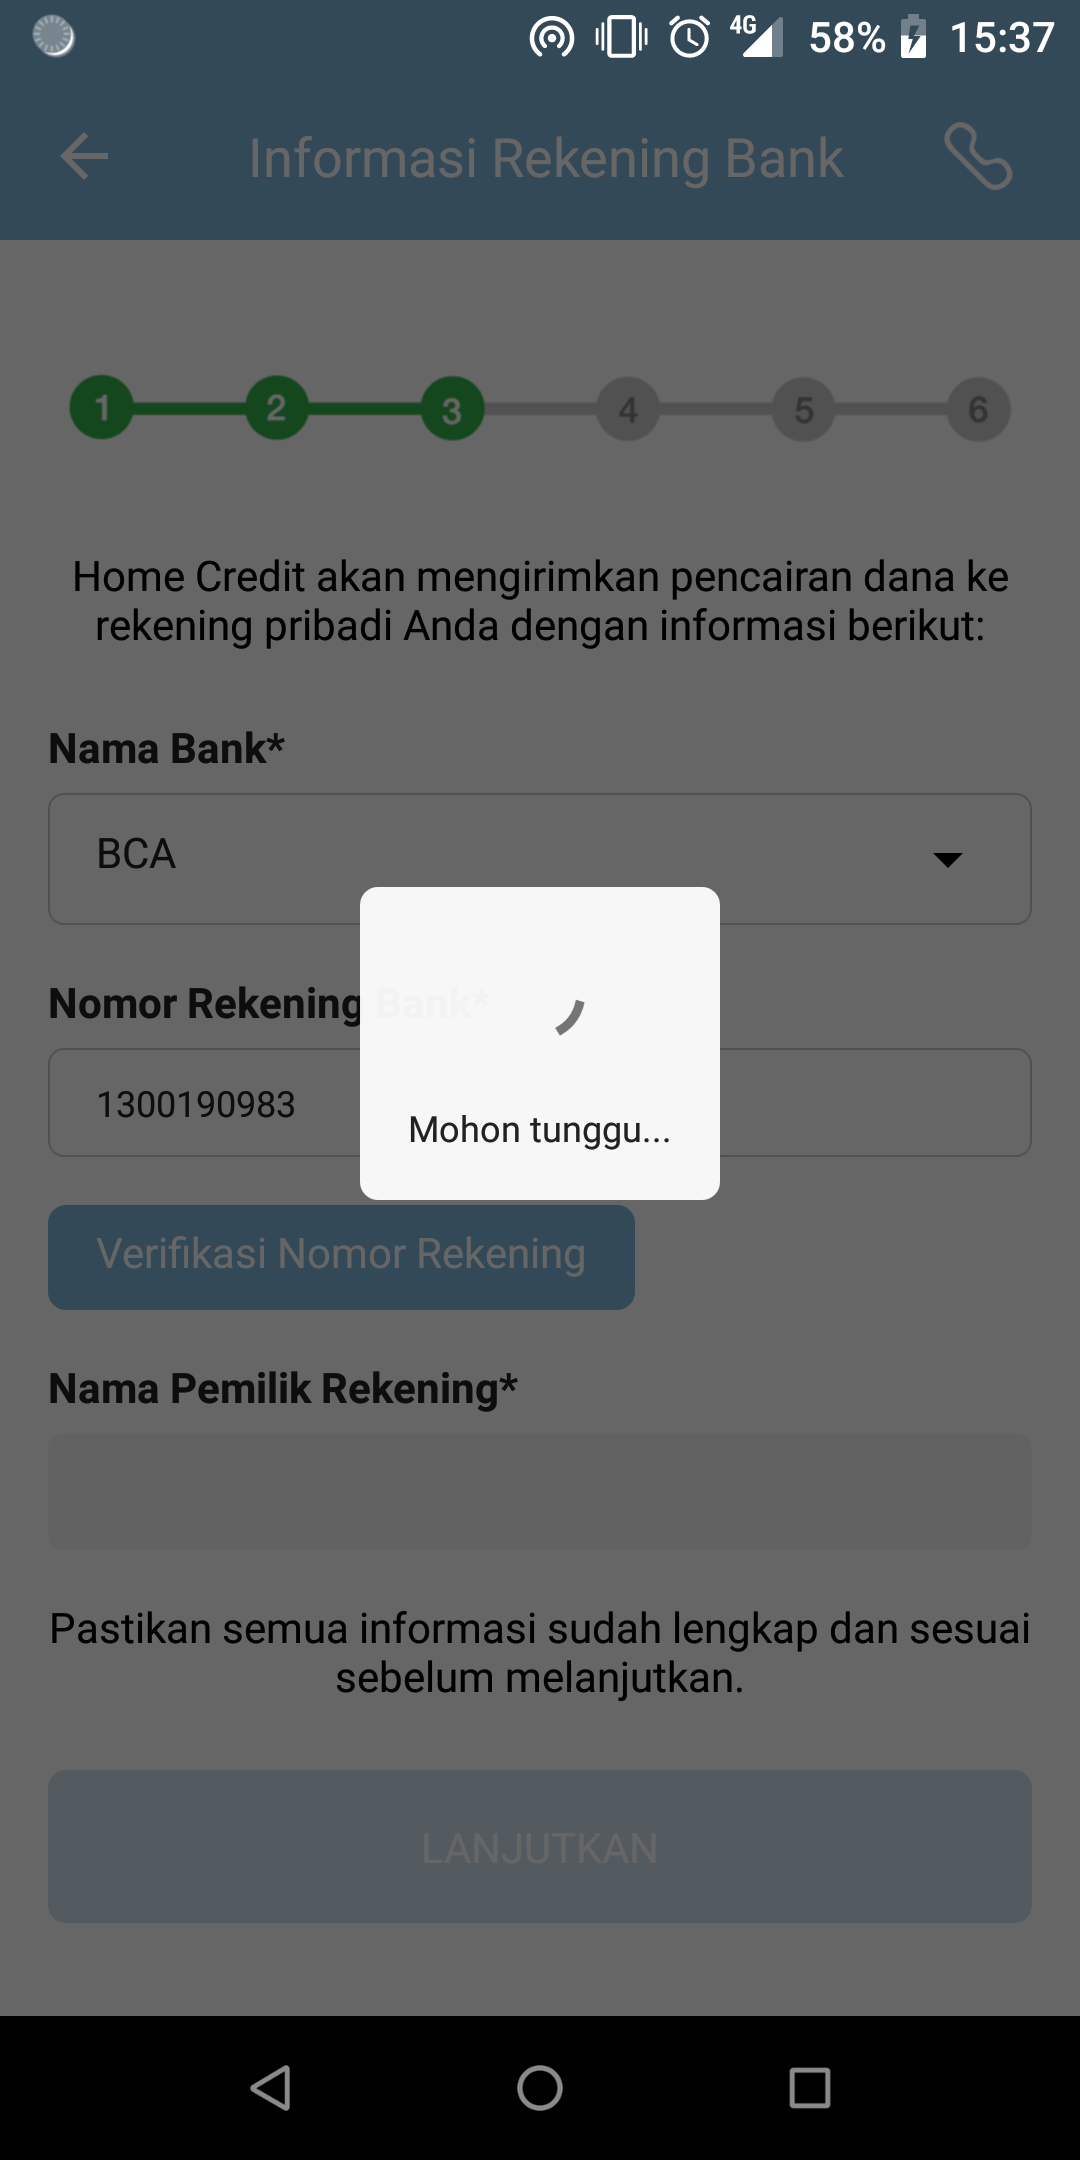 4G 58% 15:37
Informasi Rekening Bank
1 2 3 4 5 6
Home Credit akan mengirimkan pencairan dana ke
rekening pribadi Anda dengan informasi berikut:
Nama Bank*
BCA
Nomor Rekening Bank*
1300190983
Mohon tunggu...
Verifikasi Nomor Rekening
Nama Pemilik Rekening*
Pastikan semua informasi sudah lengkap dan sesuai
sebelum melanjutkan.
LANJUTKAN